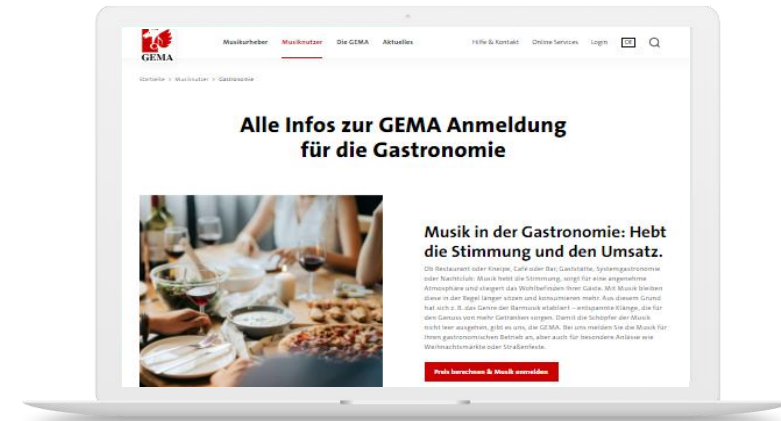 GEMA
Musikurheber Musiknutzer Die GEMA Aktuelles Hilfe & Kontakt Online Services Login DE
Startseite > Musiknutzer > Gastronomie
Alle Infos zur GEMA Anmeldung
für die Gastronomie
Musik in der Gastronomie: Hebt
die Stimmung und den Umsatz.
Ob Restaurant oder Kneipe, Café oder Bar, Gaststätte, Systemgastronomie
oder Nachtclub: Musik hebt die Stimmung, sorgt für eine angenehme
Atmosphäre und steigert das Wohlbefinden Ihrer Gäste. Mit Musik bleiben
diese in der Regel länger sitzen und konsumieren mehr. Aus diesem Grund
hat sich z. B. das Genre der Barmusik etabliert – entspannte Klänge, die für
den Genuss von mehr Getränken sorgen. Damit die Schöpfer der Musik
nicht leer ausgehen, gibt es uns, die GEMA. Bei uns melden Sie die Musik für
Ihren gastronomischen Betrieb an, aber auch für besondere Anlässe wie
Weihnachtsmärkte oder Straßenfeste.
Preis berechnen & Musik anmelden